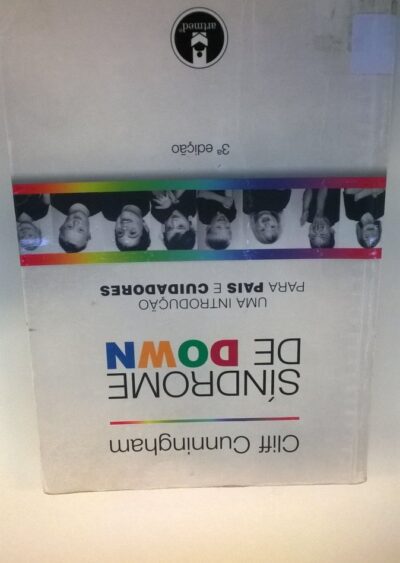 Cliff Cunningham
SÍNDROME
DE DOWN
UMA INTRODUÇÃO
PARA PAIS E CUIDADORES
3ª edição
artmed®